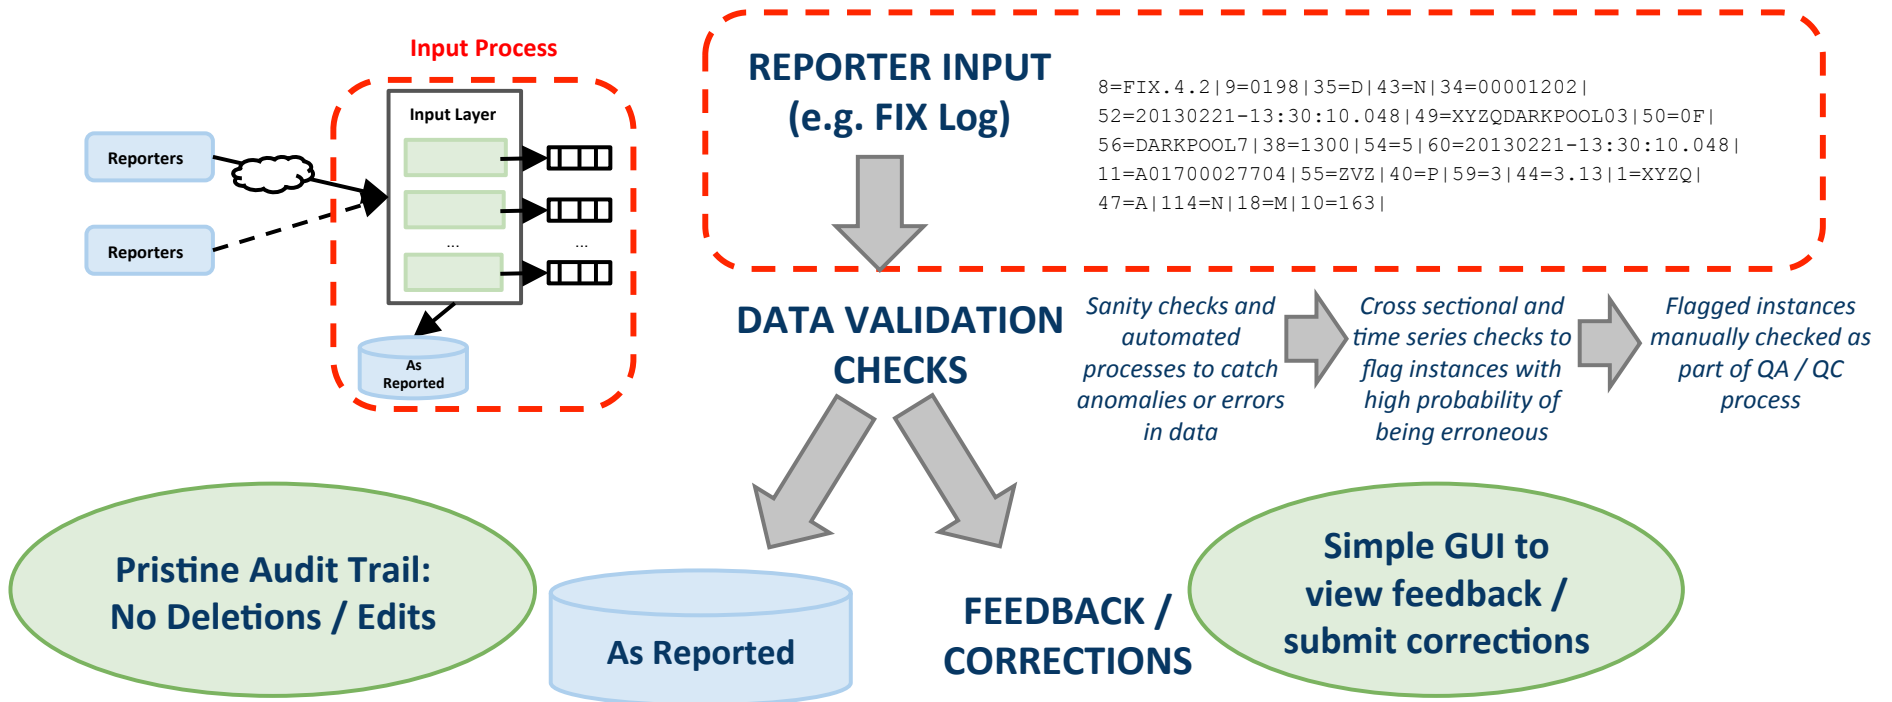 Input Process
Input Layer
Reporters
Reporters
...
...
As
Reported
REPORTER INPUT
(e.g. FIX Log)
8=FIX.4.2|9=0198|35=D|43=N|34=00001202|
52=20130221-13:30:10.048|49=XYZQDARKPOOL03|50=0F|
56=DARKPOOL7|38=1300|54=5|60=20130221-13:30:10.048|
11=A01700027704|55=ZVZ|40=P|59=3|44=3.13|1=XYZQ|
47=A|114=N|18=M|10=163|
DATA VALIDATION
CHECKS
Sanity checks and
automated
processes to catch
anomalies or errors
in data
Cross sectional and
time series checks to
flag instances with
high probability of
being erroneous
Flagged instances
manually checked as
part of QA / QC
process
Pristine Audit Trail:
No Deletions / Edits
As Reported
FEEDBACK /
CORRECTIONS
Simple GUI to
view feedback /
submit corrections